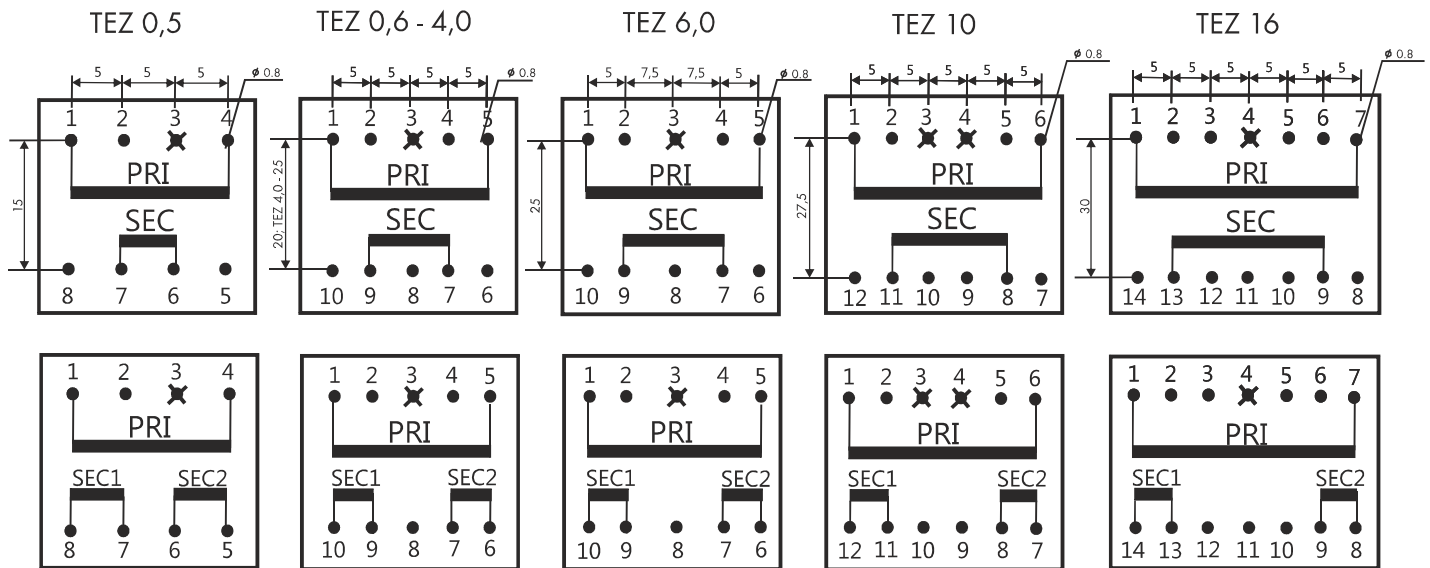 TEZ 0,5 TEZ 0,6 - 4,0 TEZ 6,0 TEZ 10 TEZ 16
5 5 5 ø 0.8 5 5 5 5 ø 0.8 5 7,5 7,5 5 ø 0.8 5 5 5 5 5 ø 0.8 5 5 5 5 5 5 ø 0.8
1 2 3 4 1 2 3 4 5 1 2 3 4 5 1 2 3 4 5 6 1 2 3 4 5 6 7
15 20; TEZ 4,0 - 25 25 27,5 30
PRI PRI PRI PRI PRI
SEC SEC SEC SEC SEC
8 7 6 5 10 9 8 7 6 10 9 8 7 6 12 11 10 9 8 7 14 13 12 11 10 9 8
1 2 3 4 1 2 3 4 5 1 2 3 4 5 1 2 3 4 5 6 1 2 3 4 5 6 7
PRI PRI PRI PRI PRI
SEC1 SEC2 SEC1 SEC2 SEC1 SEC2 SEC1 SEC2 SEC1 SEC2
8 7 6 5 10 9 8 7 6 10 9 8 7 6 12 11 10 9 8 7 14 13 12 11 10 9 8